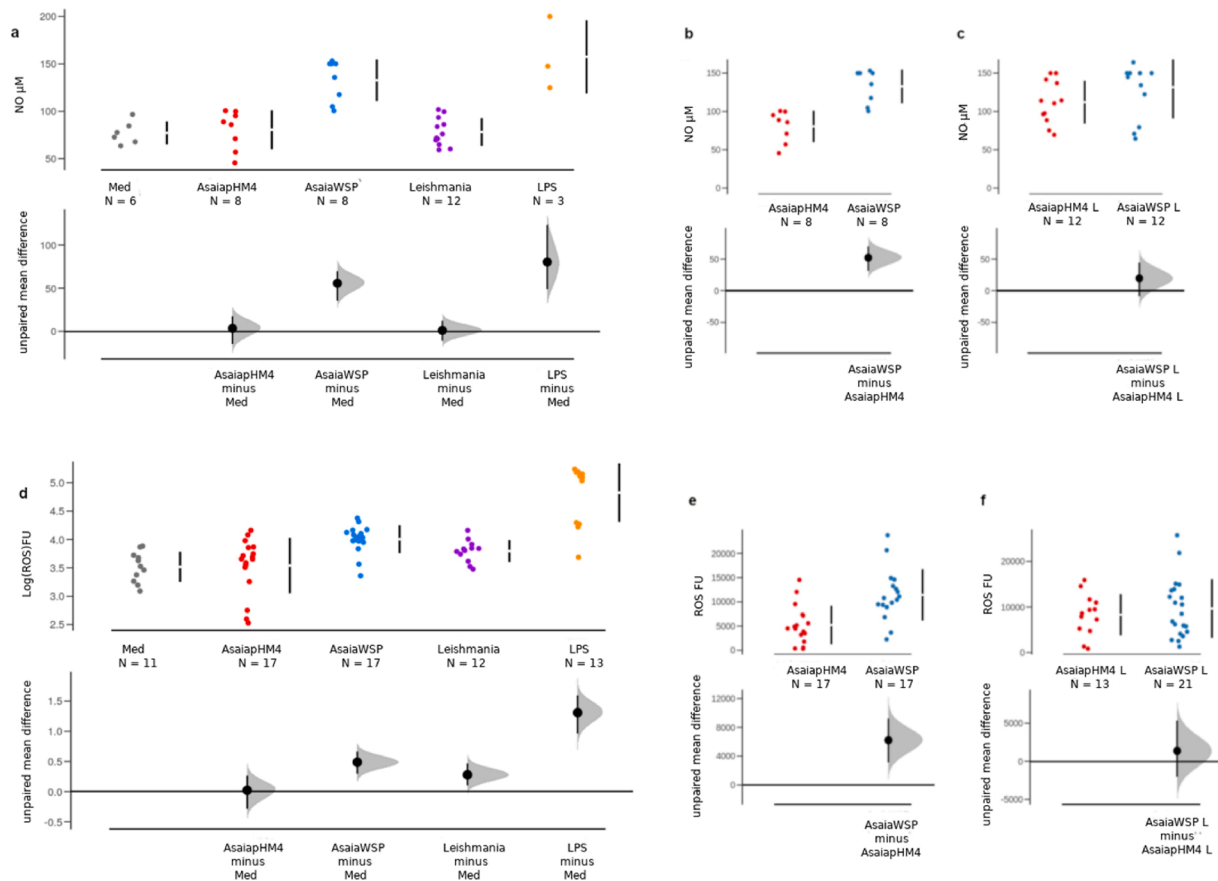 a
NO µM
200
150
100
50
Med
N = 6
AsaiapHM4
N = 8
AsaiaWSP
N = 8
Leishmania
N = 12
LPS
N = 3
unpaired mean difference
100
50
0
AsaiapHM4
minus
Med
AsaiaWSP
minus
Med
Leishmania
minus
Med
LPS
minus
Med
b
NO µM
150
100
50
0
AsaiapHM4
N = 8
AsaiaWSP
N = 8
unpaired mean difference
50
0
-50
AsaiaWSP
minus
AsaiapHM4
c
NO µM
150
100
50
0
AsaiapHM4 L
N = 12
AsaiaWSP L
N = 12
unpaired mean difference
50
0
-50
AsaiaWSP L
minus
AsaiapHM4 L
d
Log(ROS)FU
5.0
4.5
4.0
3.5
3.0
2.5
Med
N = 11
AsaiapHM4
N = 17
AsaiaWSP
N = 17
Leishmania
N = 12
LPS
N = 13
unpaired mean difference
1.5
1.0
0.5
0.0
-0.5
AsaiapHM4
minus
Med
AsaiaWSP
minus
Med
Leishmania
minus
Med
LPS
minus
Med
e
ROS FU
20000
15000
10000
5000
0
AsaiapHM4
N = 17
AsaiaWSP
N = 17
unpaired mean difference
12000
8000
4000
0
AsaiaWSP
minus
AsaiapHM4
f
ROS FU
20000
10000
0
AsaiapHM4 L
N = 13
AsaiaWSP L
N = 21
unpaired mean difference
5000
0
-5000
AsaiaWSP L
minus
AsaiapHM4 L